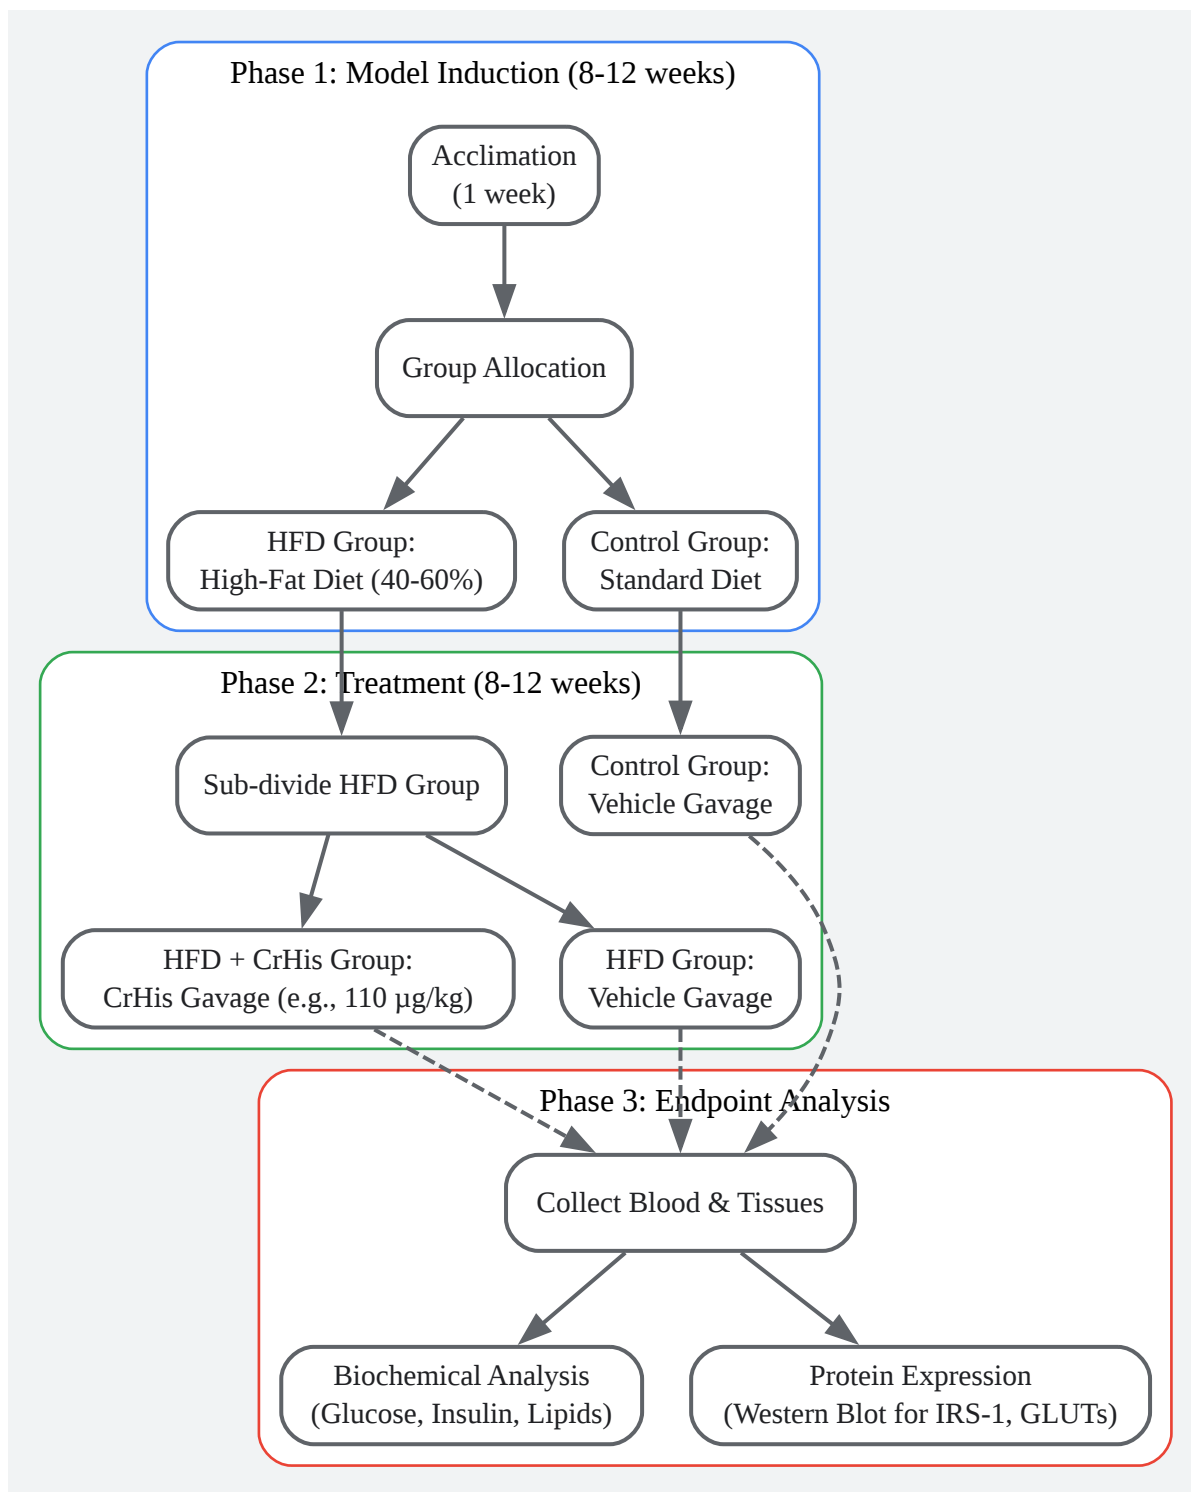 Phase 1: Model Induction (8-12 weeks)
Acclimation
(1 week)
Group Allocation
HFD Group:
High-Fat Diet (40-60%)
Control Group:
Standard Diet
Phase 2: Treatment (8-12 weeks)
Sub-divide HFD Group
Control Group:
Vehicle Gavage
HFD + CrHis Group:
CrHis Gavage (e.g., 110 µg/kg)
HFD Group:
Vehicle Gavage
Phase 3: Endpoint Analysis
Collect Blood & Tissues
Biochemical Analysis
(Glucose, Insulin, Lipids)
Protein Expression
(Western Blot for IRS-1, GLUTs)